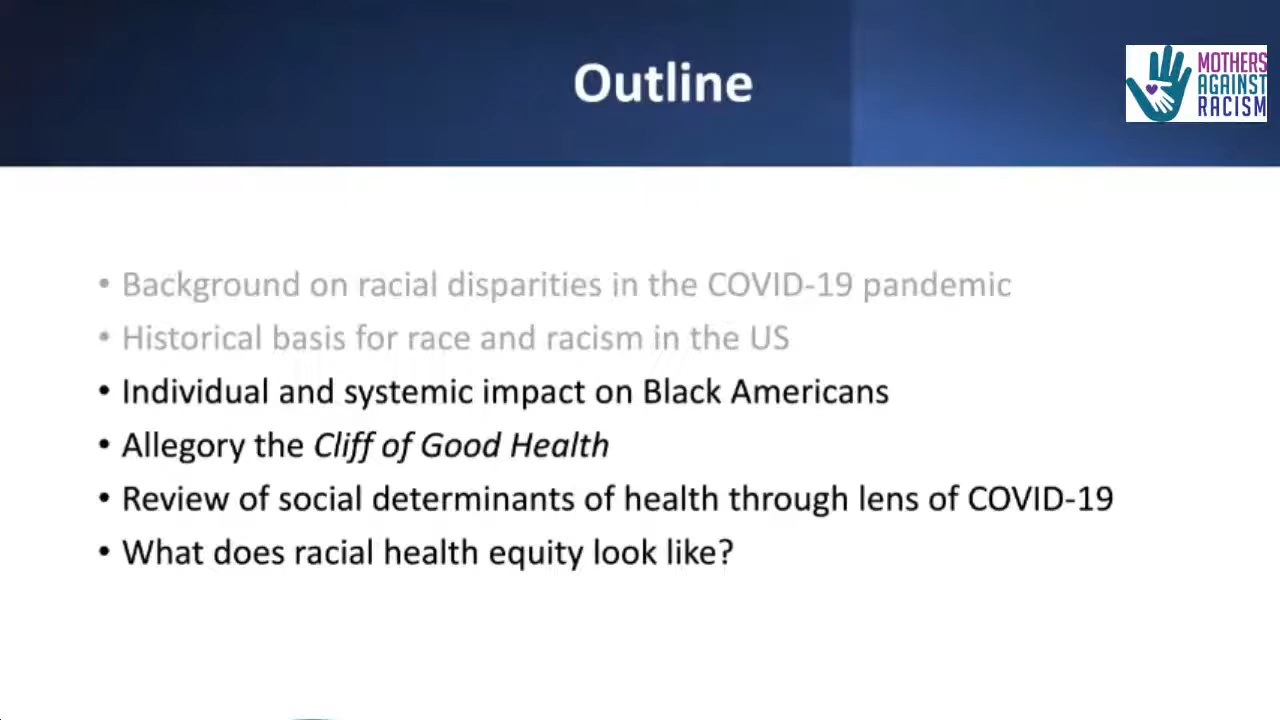 Outline
MOTHERS
AGAINST
RACISM
• Background on racial disparities in the COVID-19 pandemic
• Historical basis for race and racism in the US
• Individual and systemic impact on Black Americans
• Allegory the Cliff of Good Health
• Review of social determinants of health through lens of COVID-19
• What does racial health equity look like?